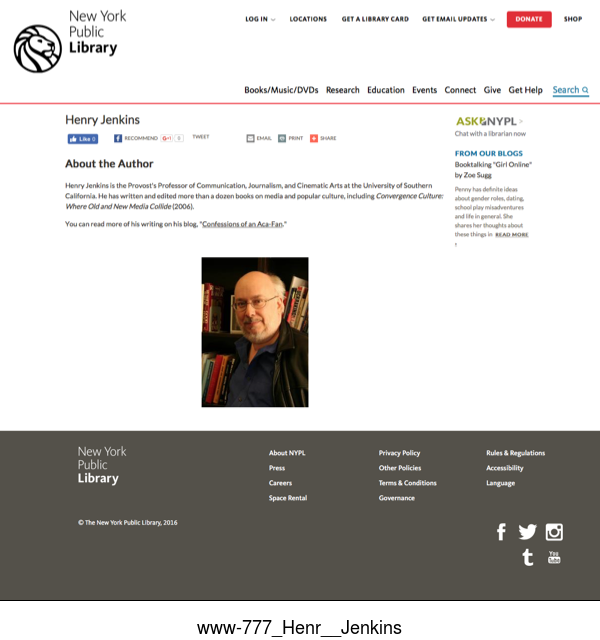 New York
Public
Library
LOG IN
LOCATIONS
GET A LIBRARY CARD
GET EMAIL UPDATES
DONATE
SHOP
Books/Music/DVDs Research Education Events Connect Give Get Help Search
Henry Jenkins
Like 0
RECOMMEND
G+1
0
TWEET
EMAIL
PRINT
SHARE
About the Author
Henry Jenkins is the Provost's Professor of Communication, Journalism, and Cinematic Arts at the University of Southern
California. He has written and edited more than a dozen books on media and popular culture, including Convergence Culture:
Where Old and New Media Collide (2006).
You can read more of his writing on his blog, "Confessions of an Aca-Fan."
ASK NYPL >
Chat with a librarian now
FROM OUR BLOGS
Booktalking "Girl Online"
by Zoe Sugg
Penny has definite ideas
about gender roles, dating,
school play misadventures
and life in general. She
shares her thoughts about
these things in READ MORE
›
New York
Public
Library
About NYPL
Press
Careers
Space Rental
Privacy Policy
Other Policies
Terms & Conditions
Governance
Rules & Regulations
Accessibility
Language
© The New York Public Library, 2016
You
Tube
www-777_Henr__Jenkins